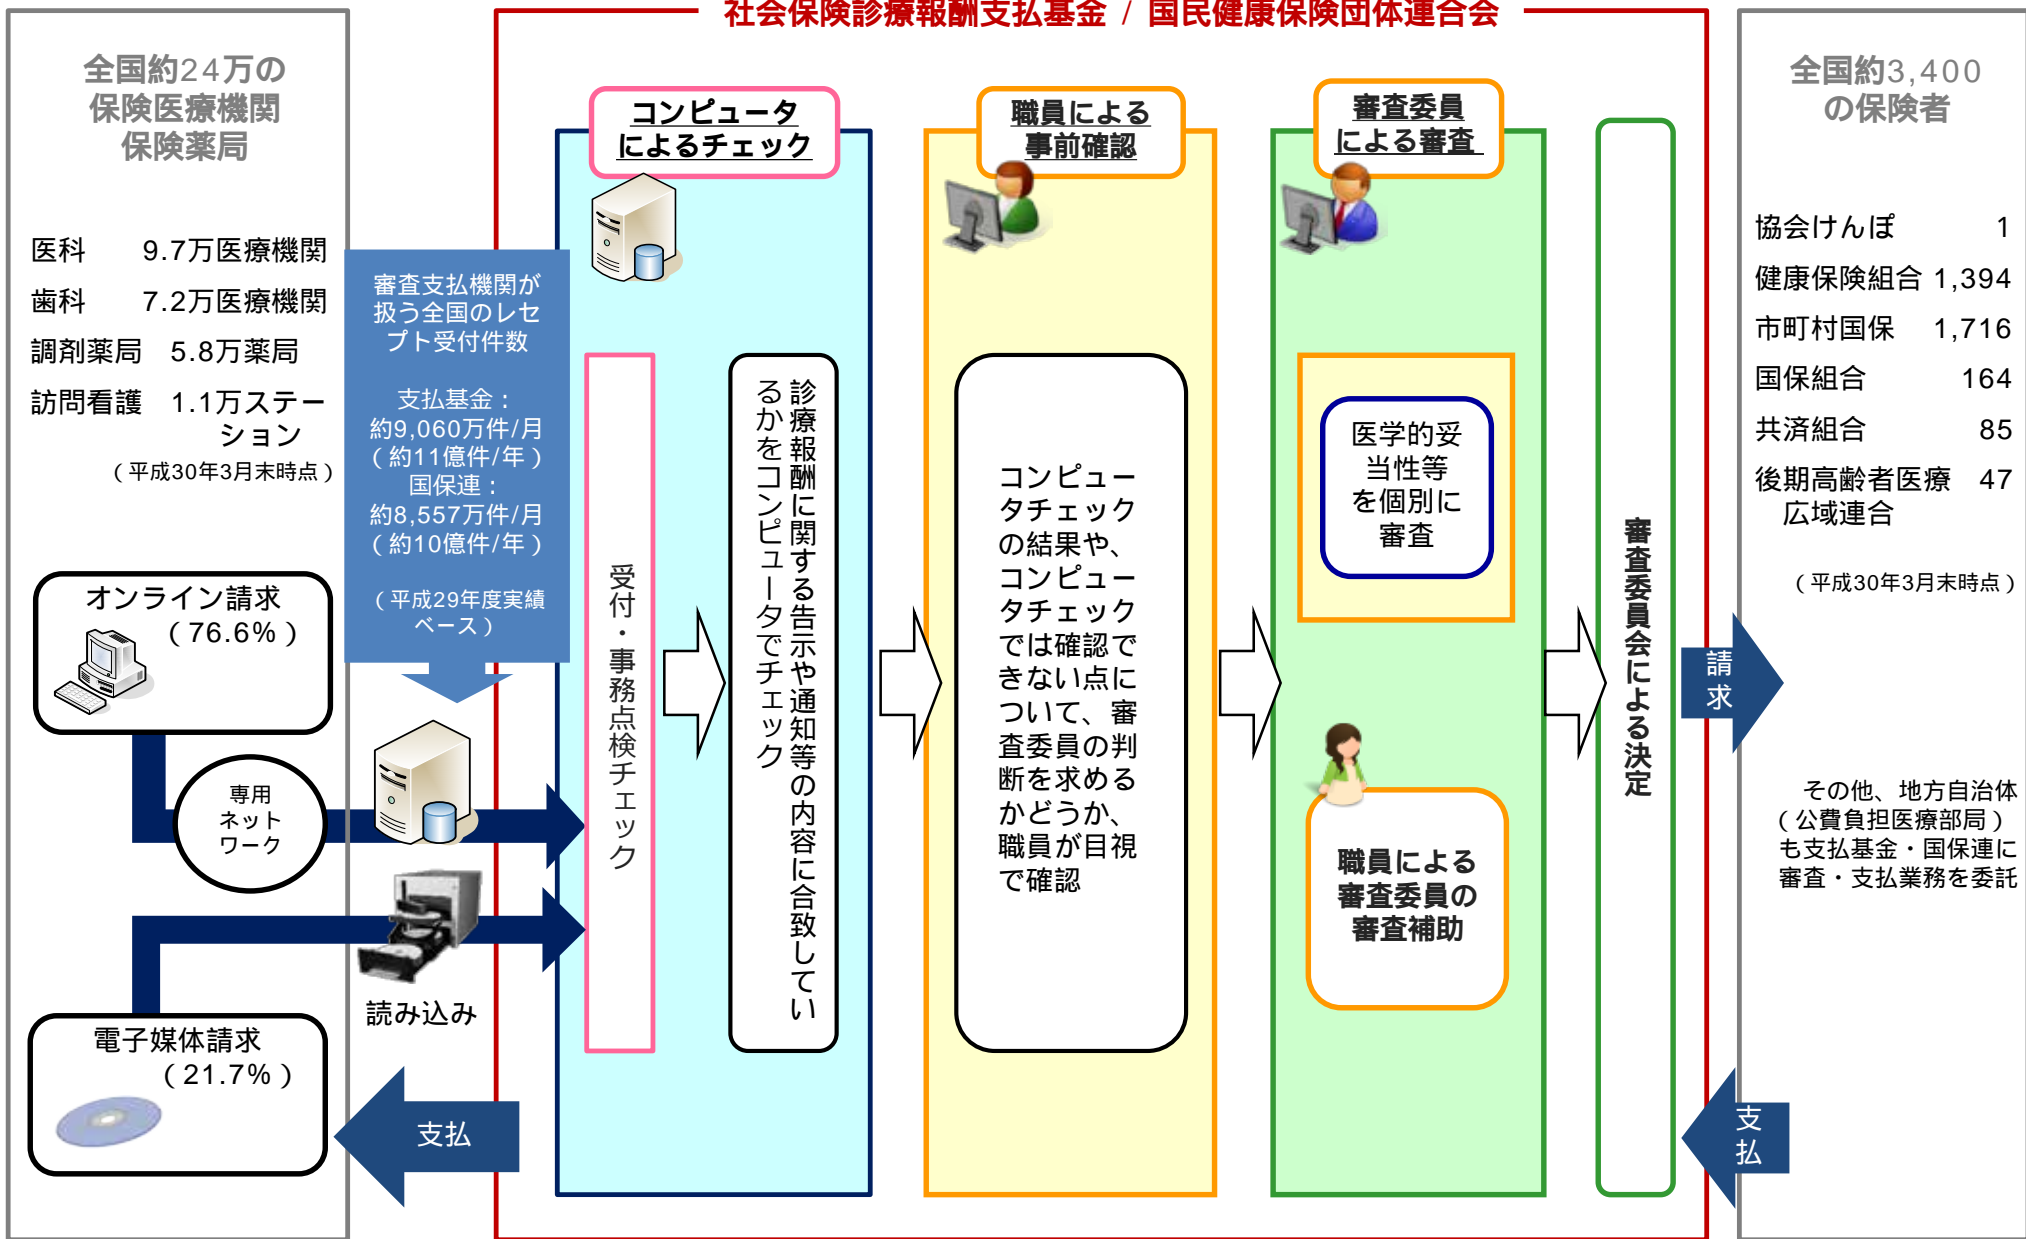 社会保険診療報酬支払基金 / 国民健康保険団体連合会
全国約24万の
保険医療機関
保険薬局
医科 9.7万医療機関
歯科 7.2万医療機関
調剤薬局 5.8万薬局
訪問看護 1.1万ステー
ション
（平成30年3月末時点）
オンライン請求
（76.6%）
専用
ネット
ワーク
電子媒体請求
（21.7%）
審査支払機関が
扱う全国のレセ
プト受付件数
支払基金：
約9,060万件/月
（約11億件/年）
国保連：
約8,557万件/月
（約10億件/年）
（平成29年度実績
ベース）
読み込み
支払
コンピュータ
によるチェック
受付・事務点検チェック
診療報酬に関する告示や通知等の内容に合致してい
るかをコンピュータでチェック
職員による
事前確認
コンピュー
タチェック
の結果や、
コンピュー
タチェック
では確認で
きない点に
ついて、審
査委員の判
断を求める
かどうか、
職員が目視
で確認
審査委員
による審査
医学的妥
当性等
を個別に
審査
職員による
審査委員の
審査補助
審査委員会による決定
請
求
支
払
全国約3,400
の保険者
協会けんぽ 1
健康保険組合 1,394
市町村国保 1,716
国保組合 164
共済組合 85
後期高齢者医療 47
広域連合
（平成30年3月末時点）
その他、地方自治体
（公費負担医療部局）
も支払基金・国保連に
審査・支払業務を委託